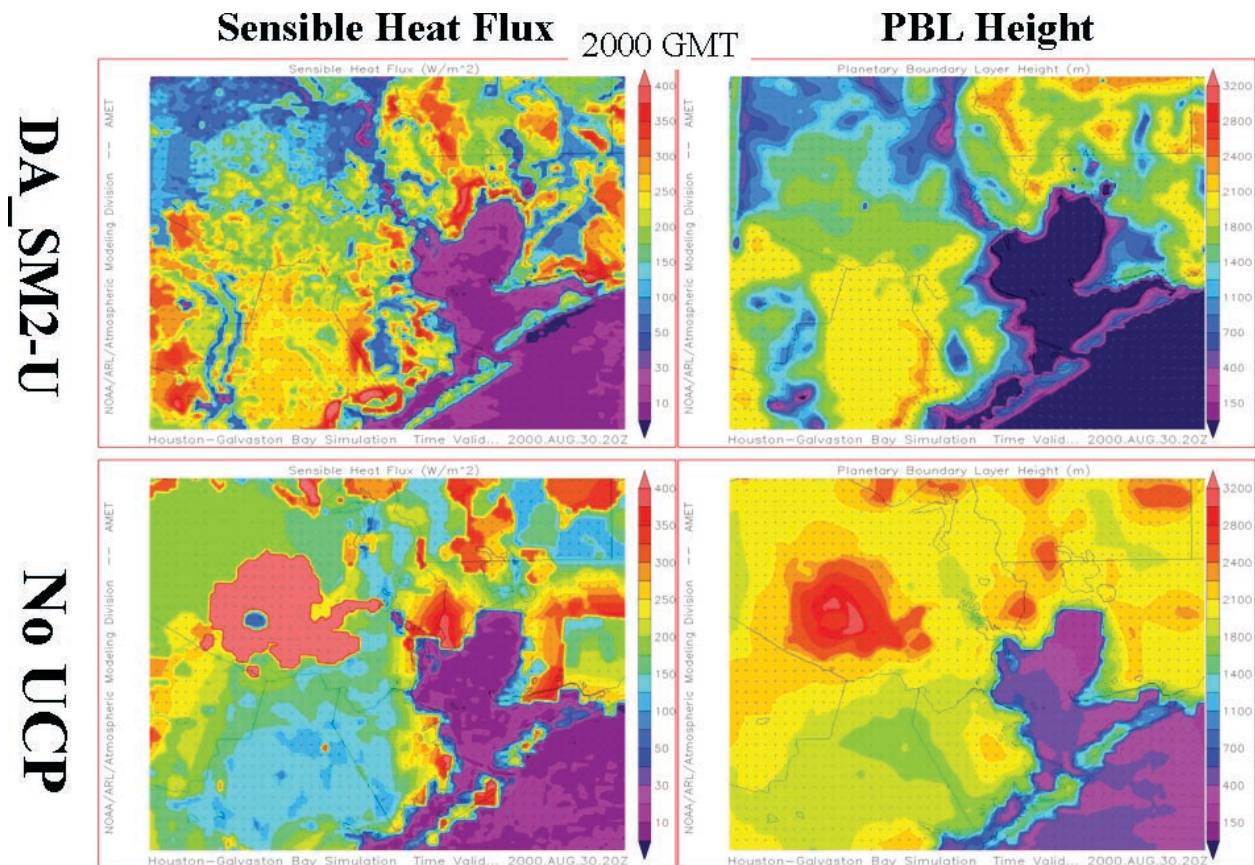 Sensible Heat Flux
PBL Height
2000 GMT
DA_SM2-U
Sensible Heat Flux (W/m^2)
NOAA/ARL/Atmospheric Modeling Division -- AMET
400
350
300
250
200
150
100
50
30
10
Houston-Galvaston Bay Simulation Time Valid... 2000.AUG.30.20Z
Planetary Boundary Layer Height (m)
NOAA/ARL/Atmospheric Modeling Division -- AMET
3200
2800
2400
2100
1800
1400
1100
700
400
150
Houston-Galvaston Bay Simulation Time Valid... 2000.AUG.30.20Z
No UCP
Sensible Heat Flux (W/m^2)
NOAA/ARL/Atmospheric Modeling Division -- AMET
400
350
300
250
200
150
100
50
30
10
Houston-Galvaston Bay Simulation Time Valid... 2000.AUG.30.20Z
Planetary Boundary Layer Height (m)
NOAA/ARL/Atmospheric Modeling Division -- AMET
3200
2800
2400
2100
1800
1400
1100
700
400
150
Houston-Galvaston Bay Simulation Time Valid... 2000.AUG.30.20Z